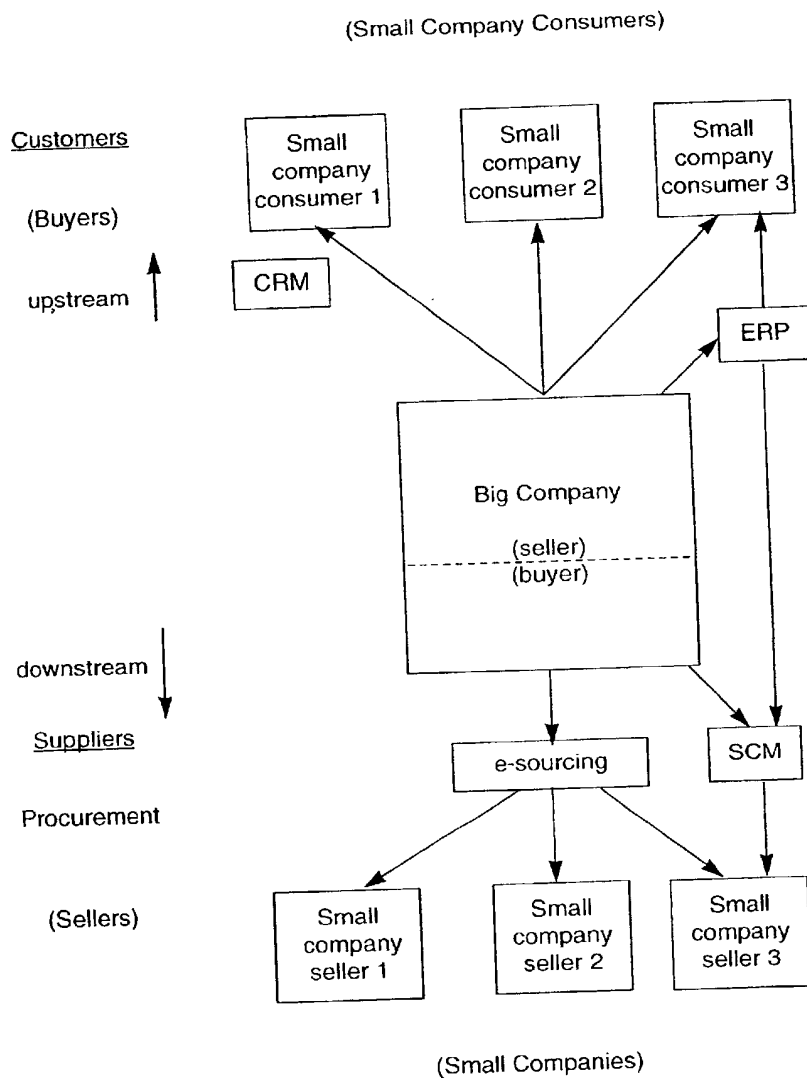 (Small Company Consumers)
Customers
(Buyers)
upstream
Small
company
consumer 1
Small
company
consumer 2
Small
company
consumer 3
CRM
ERP
Big Company
(seller)
(buyer)
downstream
Suppliers
Procurement
(Sellers)
e-sourcing
SCM
Small
company
seller 1
Small
company
seller 2
Small
company
seller 3
(Small Companies)